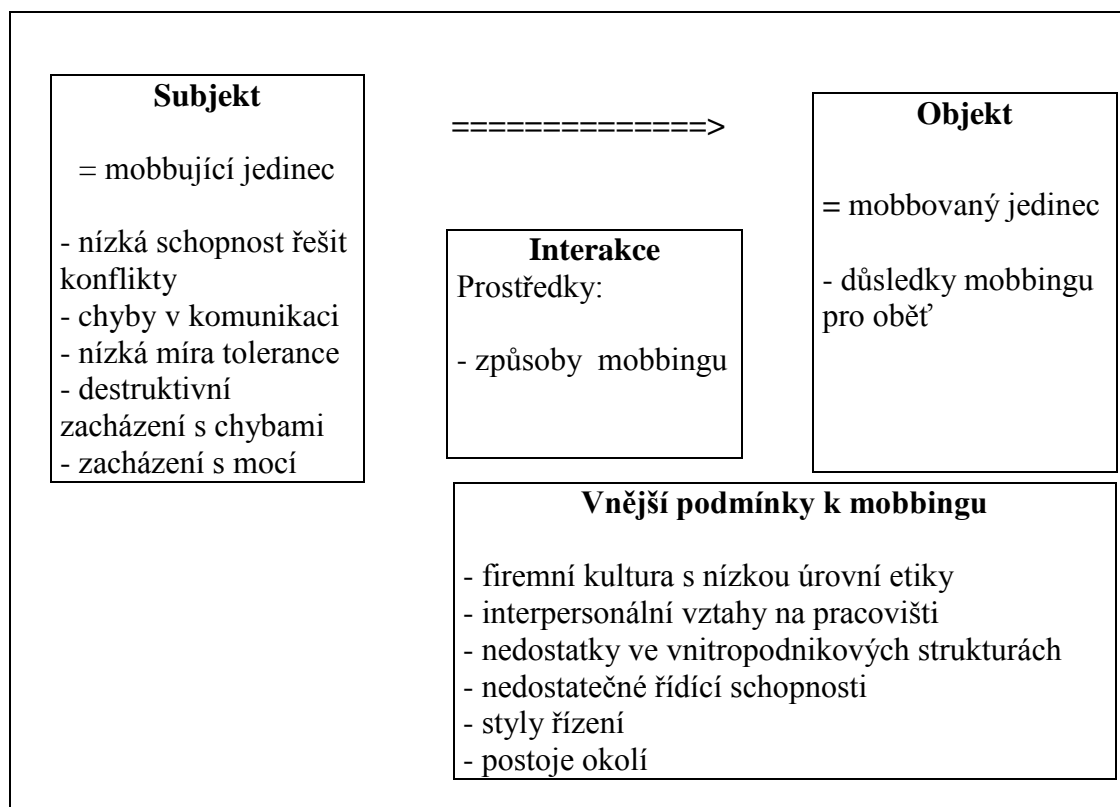 Subjekt
= mobbující jedinec
- nízká schopnost řešit
konflikty
- chyby v komunikaci
- nízká míra tolerance
- destruktivní
zacházení s chybami
- zacházení s mocí
==============>
Interakce
Prostředky:
- způsoby mobbingu
Objekt
= mobbovaný jedinec
- důsledky mobbingu
pro oběť
Vnější podmínky k mobbingu
- firemní kultura s nízkou úrovní etiky
- interpersonální vztahy na pracovišti
- nedostatky ve vnitropodnikových strukturách
- nedostatečné řídící schopnosti
- styly řízení
- postoje okolí